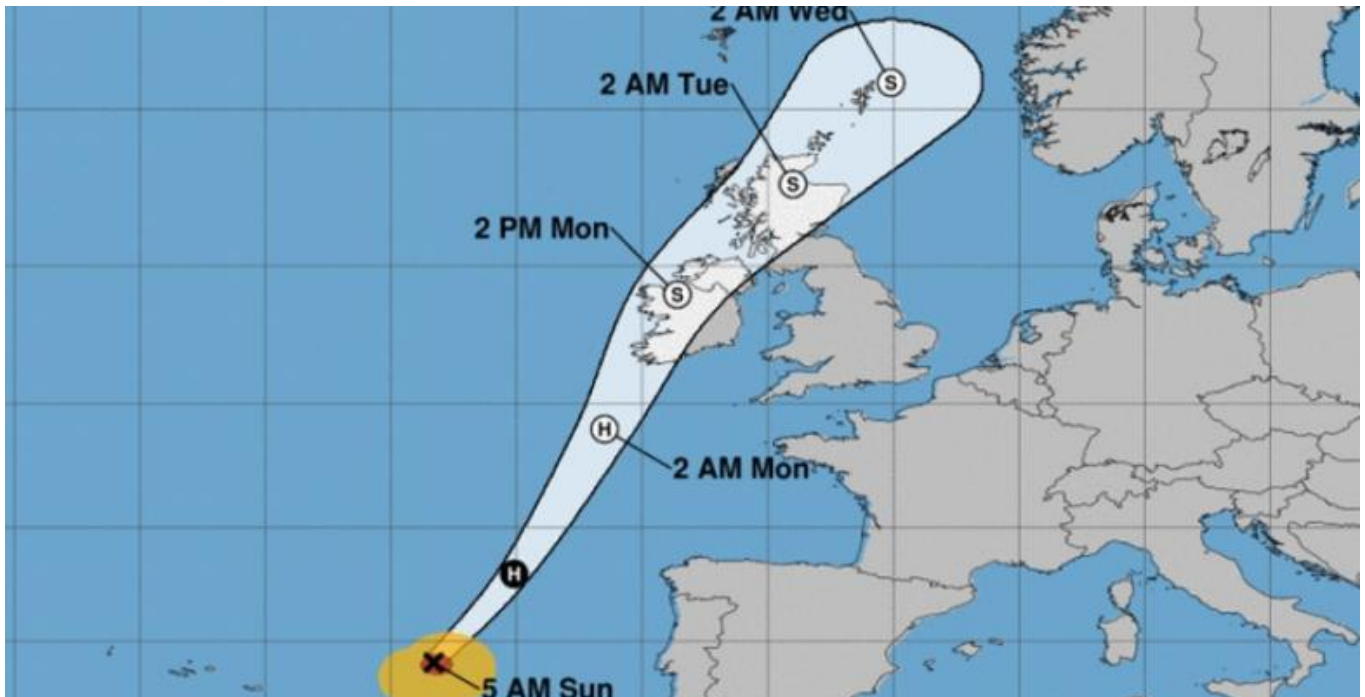 2 AM Wed
S
2 AM Tue
S
2 PM Mon
S
H
2 AM Mon
H
5 AM Sun